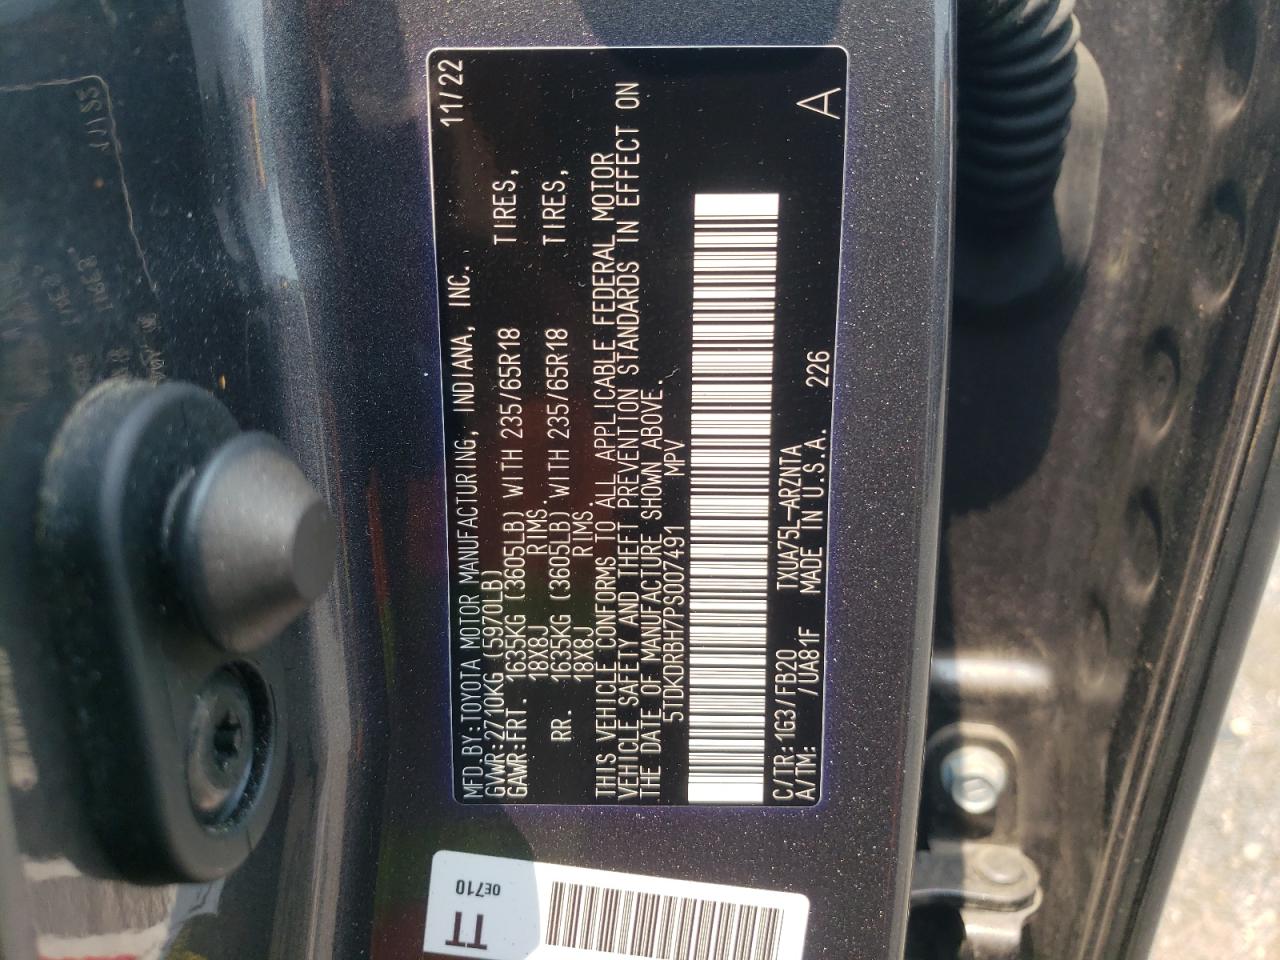 MFD.BY:TOYOTA MOTOR MANUFACTURING, INDIANA, INC. 11/22
GVWR:2710KG (5970LB)
GAWR:FRT. 1635KG (3605LB) WITH 235/65R18 TIRES,
18X8J RIMS.
RR. 1635KG (3605LB) WITH 235/65R18 TIRES,
18X8J RIMS.
THIS VEHICLE CONFORMS TO ALL APPLICABLE FEDERAL MOTOR
VEHICLE SAFETY AND THEFT PREVENTION STANDARDS IN EFFECT ON
THE DATE OF MANUFACTURE SHOWN ABOVE.
5TDKDRBH7PS007491 MPV
C/TR:1G3/FB20 TXUA75L-ARZNTA
A/TM: /UA81F MADE IN U.S.A. 226 A
TT 0E710